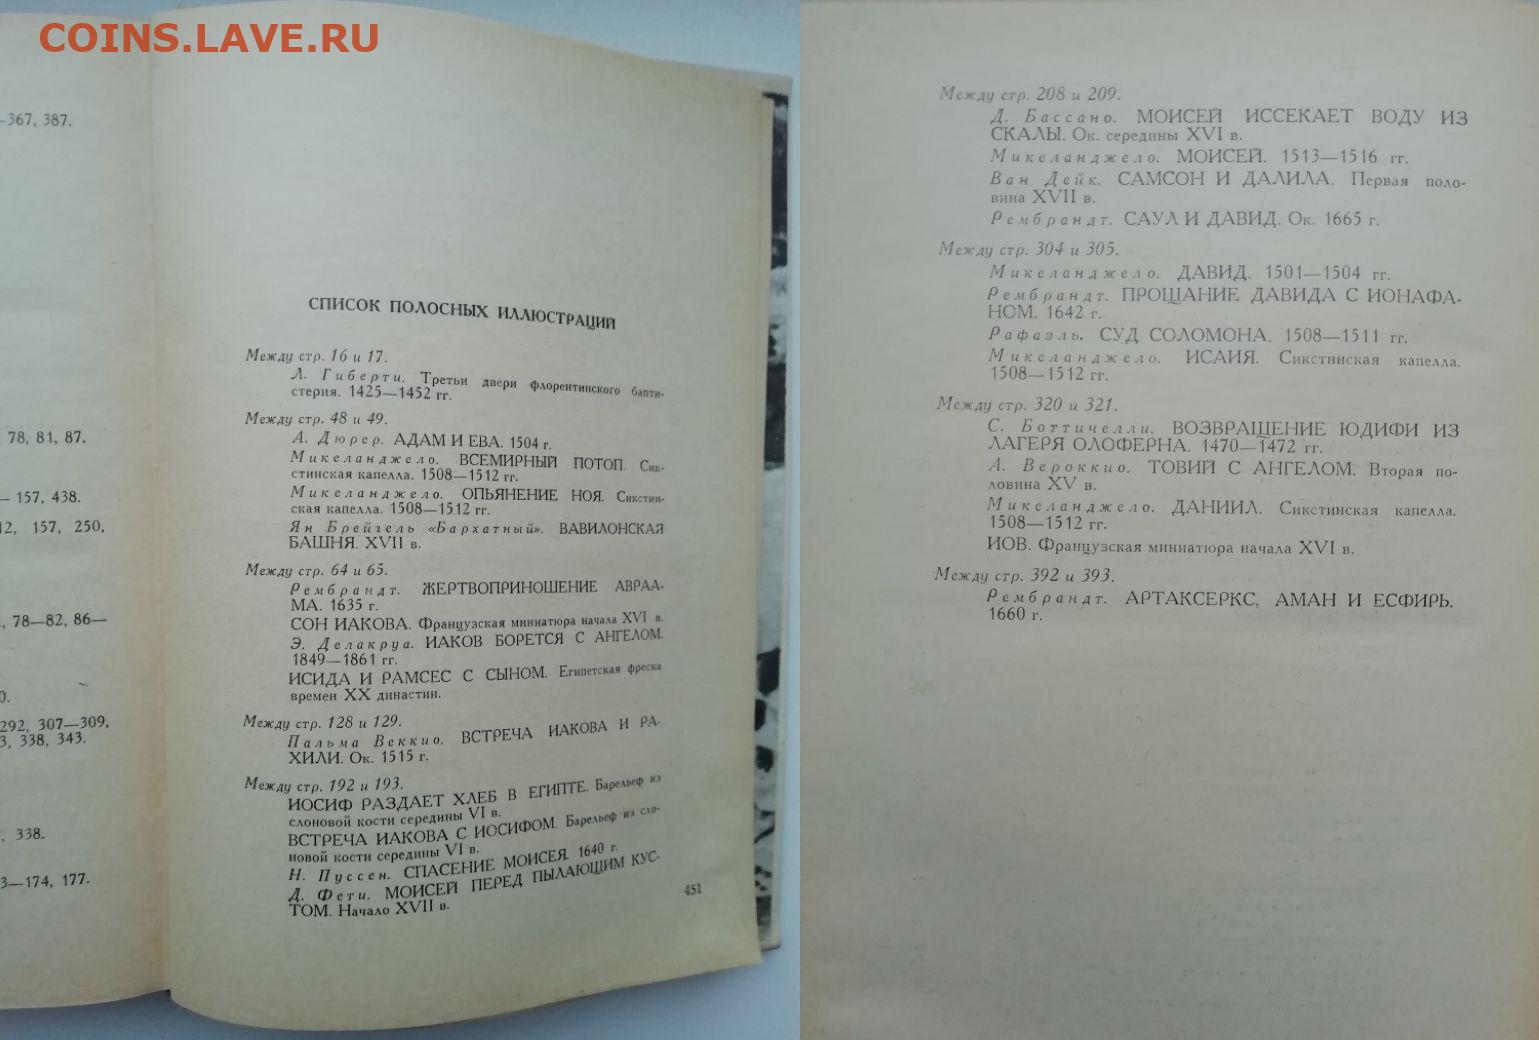 COINS.LAVE.RU
—367, 387.
78, 81, 87.
— 157, 438.
12, 157, 250,
, 78—82, 86—
0.
292, 307—309,
3, 338, 343.
, 338.
3—174, 177.
СПИСОК ПОЛОСНЫХ ИЛЛЮСТРАЦИЙ
Между стр. 16 и 17.
Л. Гиберти. Третьи двери флорентинского бапти-
стерия. 1425—1452 гг.
Между стр. 48 и 49.
А. Дюрер. АДАМ И ЕВА. 1504 г.
Микеланджело. ВСЕМИРНЫЙ ПОТОП. Сик-
стинская капелла. 1508—1512 гг.
Микеланджело. ОПЬЯНЕНИЕ НОЯ. Сикстин-
ская капелла. 1508—1512 гг.
Ян Брейгель «Бархатный». ВАВИЛОНСКАЯ
БАШНЯ. XVII в.
Между стр. 64 и 65.
Рембрандт. ЖЕРТВОПРИНОШЕНИЕ АВРАА-
МА. 1635 г.
СОН ИАКОВА. Французская миниатюра начала XVI в.
Э. Делакруа. ИАКОВ БОРЕТСЯ С АНГЕЛОМ.
1849—1861 гг.
ИСИДА И РАМСЕС С СЫНОМ. Египетская фреска
времен XX династии.
Между стр. 128 и 129.
Пальма Веккио. ВСТРЕЧА ИАКОВА И РА-
ХИЛИ. Ок. 1515 г.
Между стр. 192 и 193.
ИОСИФ РАЗДАЕТ ХЛЕБ В ЕГИПТЕ. Барельеф из
слоновой кости середины VI в.
ВСТРЕЧА ИАКОВА С ИОСИФОМ. Барельеф из сло-
новой кости середины VI в.
Н. Пуссен. СПАСЕНИЕ МОИСЕЯ. 1640 г.
Д. Фети. МОИСЕЙ ПЕРЕД ПЫЛАЮЩИМ КУС-
ТОМ. Начало XVII в.
451
Между стр. 208 и 209.
Д. Бассано. МОИСЕЙ ИССЕКАЕТ ВОДУ ИЗ
СКАЛЫ. Ок. середины XVI в.
Микеланджело. МОИСЕЙ. 1513—1516 гг.
Ван Дейк. САМСОН И ДАЛИЛА. Первая поло-
вина XVII в.
Рембрандт. САУЛ И ДАВИД. Ок. 1665 г.
Между стр. 304 и 305.
Микеланджело. ДАВИД. 1501—1504 гг.
Рембрандт. ПРОЩАНИЕ ДАВИДА С ИОНАФА-
НОМ. 1642 г.
Рафаэль. СУД СОЛОМОНА. 1508—1511 гг.
Микеланджело. ИСАИЯ. Сикстинская капелла.
1508—1512 гг.
Между стр. 320 и 321.
С. Боттичелли. ВОЗВРАЩЕНИЕ ЮДИФИ ИЗ
ЛАГЕРЯ ОЛОФЕРНА. 1470—1472 гг.
А. Вероккио. ТОВИЙ С АНГЕЛОМ. Вторая по-
ловина XV в.
Микеланджело. ДАНИИЛ. Сикстинская капелла.
1508—1512 гг.
ИОВ. Французская миниатюра начала XVI в.
Между стр. 392 и 393.
Рембрандт. АРТАКСЕРКС, АМАН И ЕСФИРЬ.
1660 г.